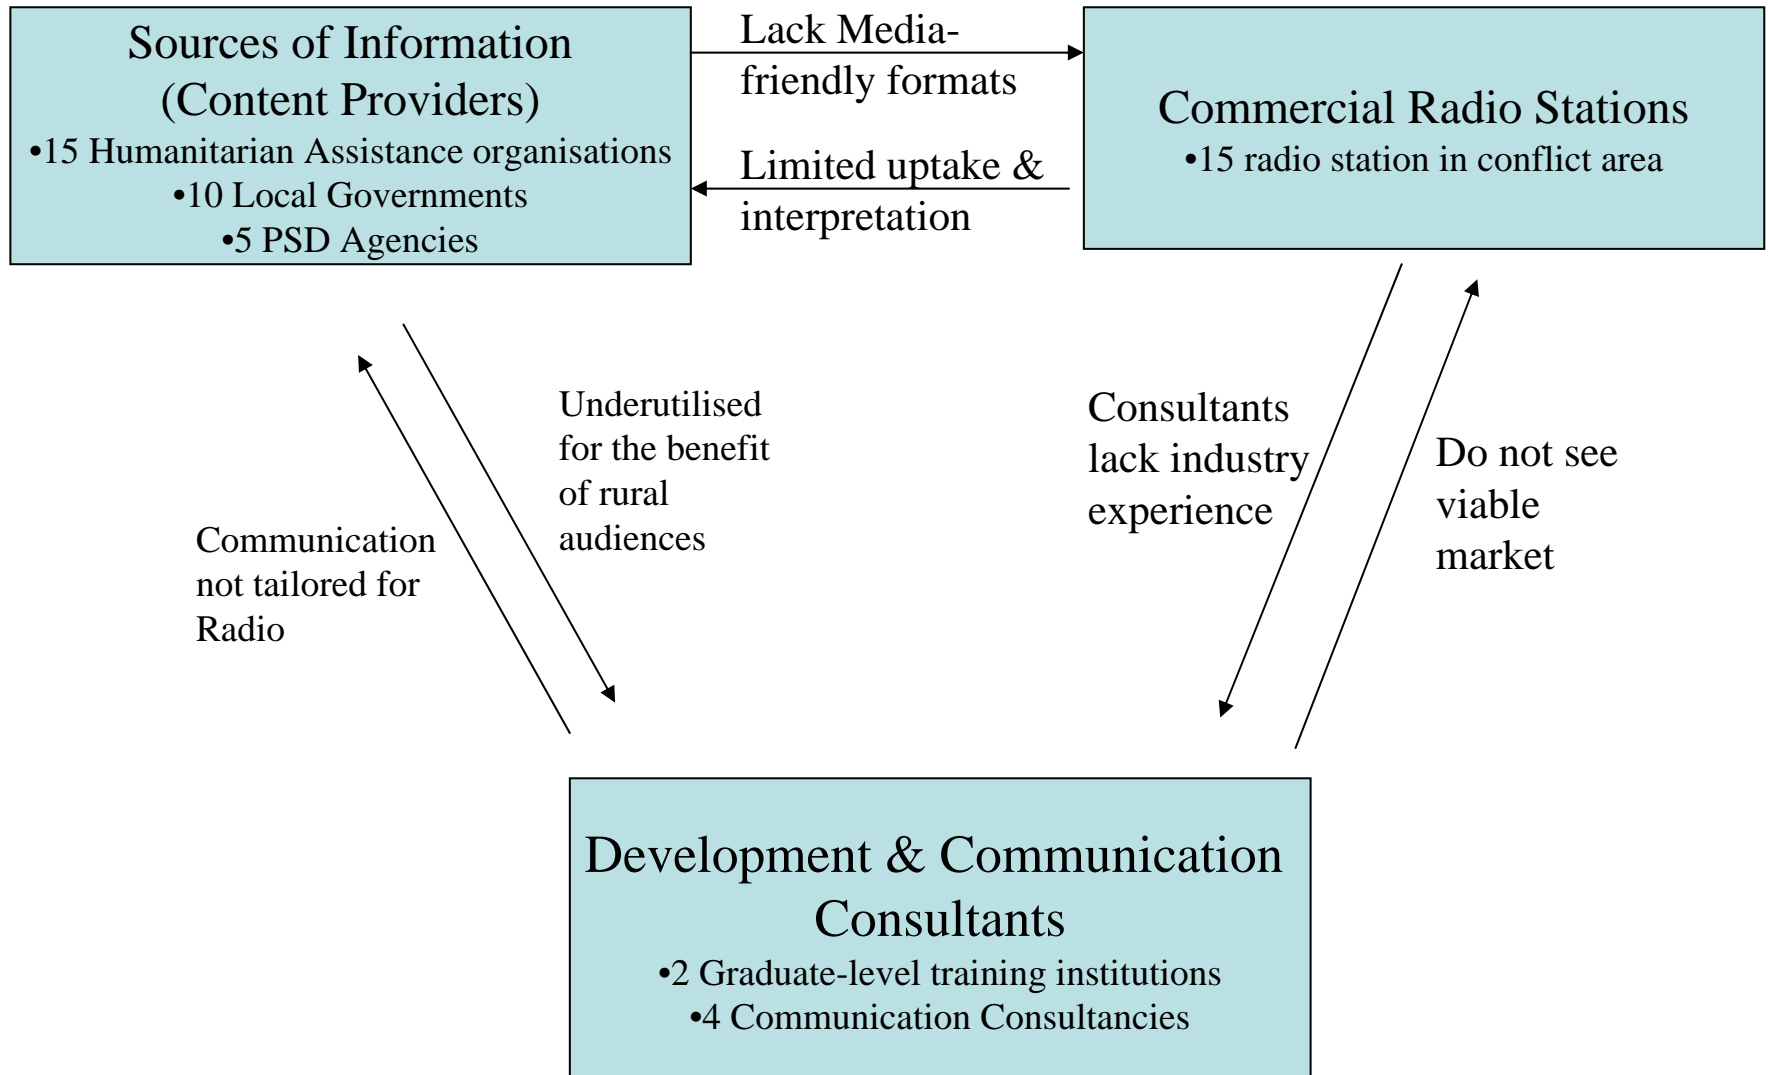 Sources of Information
(Content Providers)
•15 Humanitarian Assistance organisations
•10 Local Governments
•5 PSD Agencies
Lack Media-
friendly formats
Limited uptake &
interpretation
Commercial Radio Stations
•15 radio station in conflict area
Communication
not tailored for
Radio
Underutilised
for the benefit
of rural
audiences
Consultants
lack industry
experience
Do not see
viable
market
Development & Communication
Consultants
•2 Graduate-level training institutions
•4 Communication Consultancies